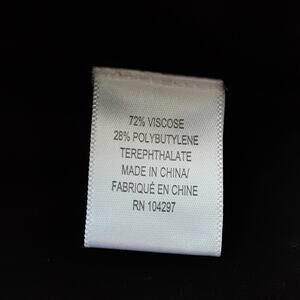 72% VISCOSE
28% POLYBUTYLENE
TEREPHTHALATE
MADE IN CHINA/
FABRIQUÉ EN CHINE
RN 104297